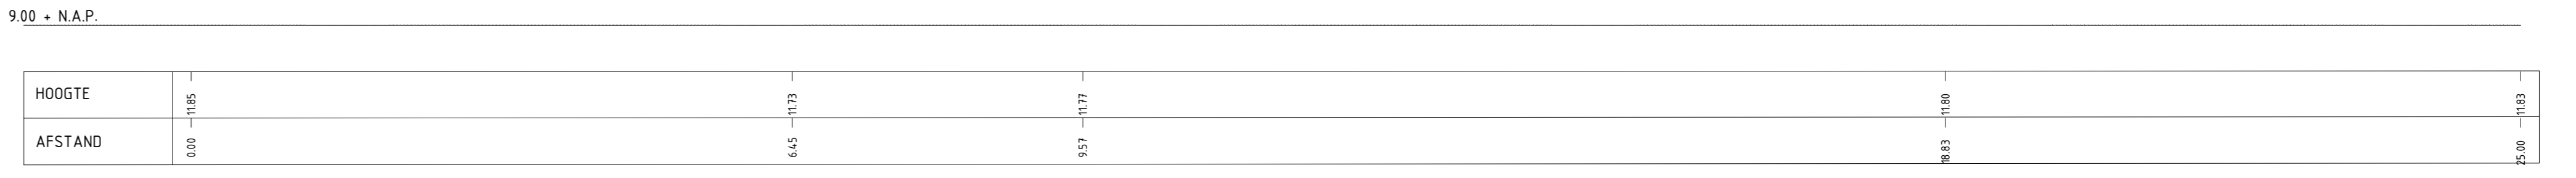 9.00 + N.A.P.
HOOGTE 11.85 11.73 11.77 11.80 11.83
AFSTAND 0.00 6.45 9.57 18.83 25.00